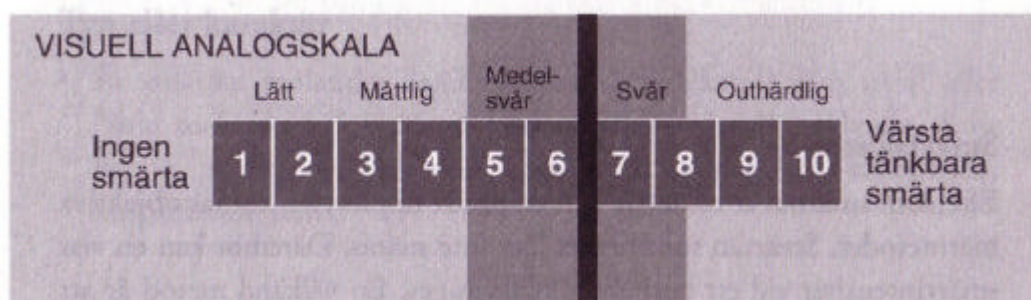 VISUELL ANALOGSKALA
Lätt Måttlig Medel-
svår Svår Outhärdlig
Ingen
smärta 1 2 3 4 5 6 7 8 9 10 Värsta
tänkbara
smärta